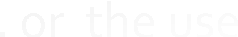 . or the use